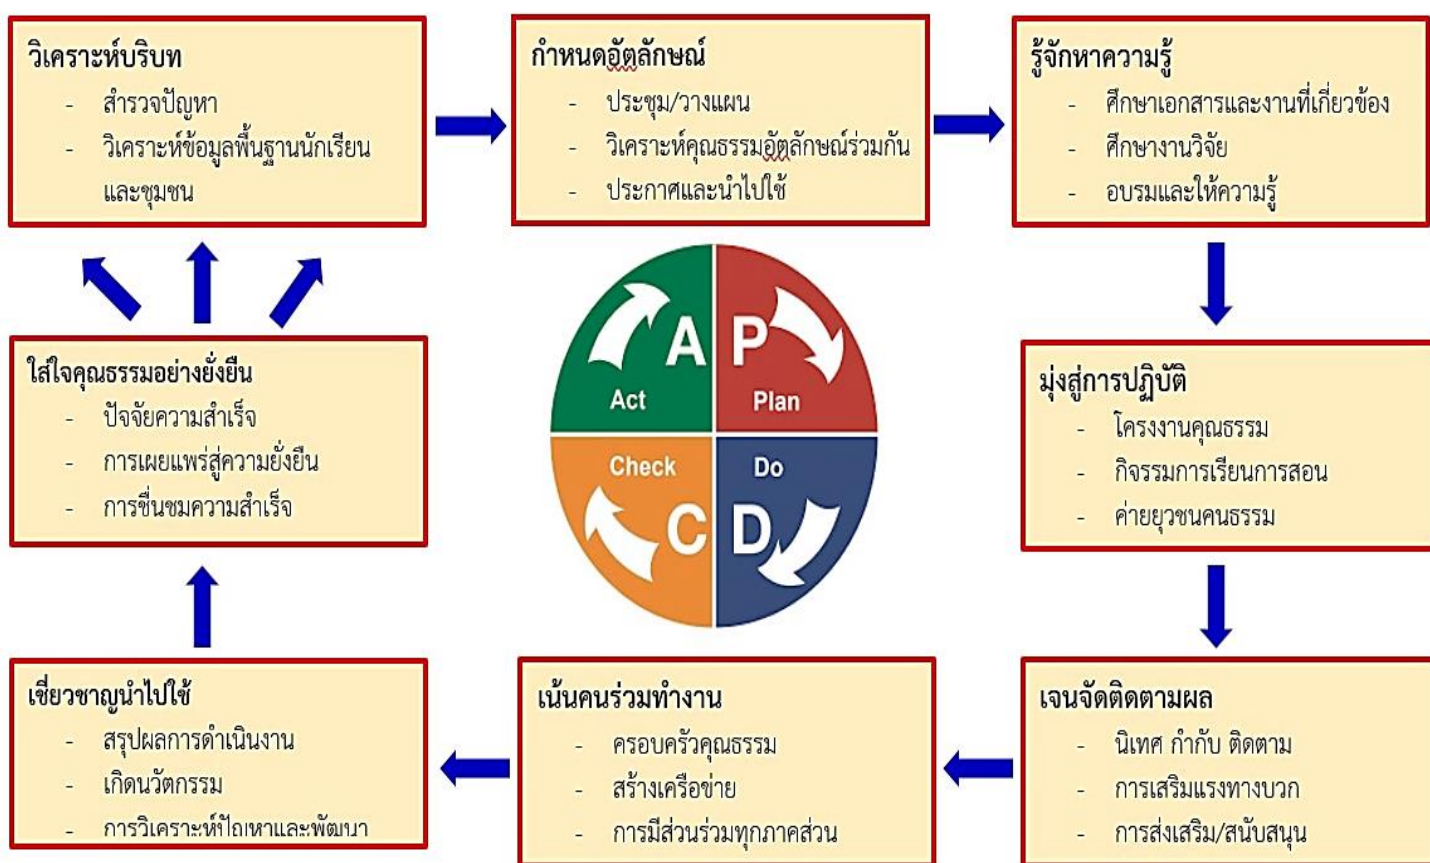 วิเคราะห์บริบท
- สำรวจปัญหา
- วิเคราะห์ข้อมูลพื้นฐานนักเรียน
และชุมชน
กำหนดอัตลักษณ์
- ประชุม/วางแผน
- วิเคราะห์คุณธรรมอัตลักษณ์ร่วมกัน
- ประกาศและนำไปใช้
รู้จักหาความรู้
- ศึกษาเอกสารและงานที่เกี่ยวข้อง
- ศึกษางานวิจัย
- อบรมและให้ความรู้
มุ่งสู่การปฏิบัติ
- โครงงานคุณธรรม
- กิจรรมการเรียนการสอน
- ค่ายยุวชนคนธรรม
เจนจัดติดตามผล
- นิเทศ กำกับ ติดตาม
- การเสริมแรงทางบวก
- การส่งเสริม/สนับสนุน
เน้นคนร่วมทำงาน
- ครอบครัวคุณธรรม
- สร้างเครือข่าย
- การมีส่วนร่วมทุกภาคส่วน
เชี่ยวชาญนำไปใช้
- สรุปผลการดำเนินงาน
- เกิดนวัตกรรม
- การวิเคราะห์ปัญหาและพัฒนา
ใส่ใจคุณธรรมอย่างยั่งยืน
- ปัจจัยความสำเร็จ
- การเผยแพร่สู่ความยั่งยืน
- การชื่นชมความสำเร็จ
A P
Act Plan
Check Do
C D